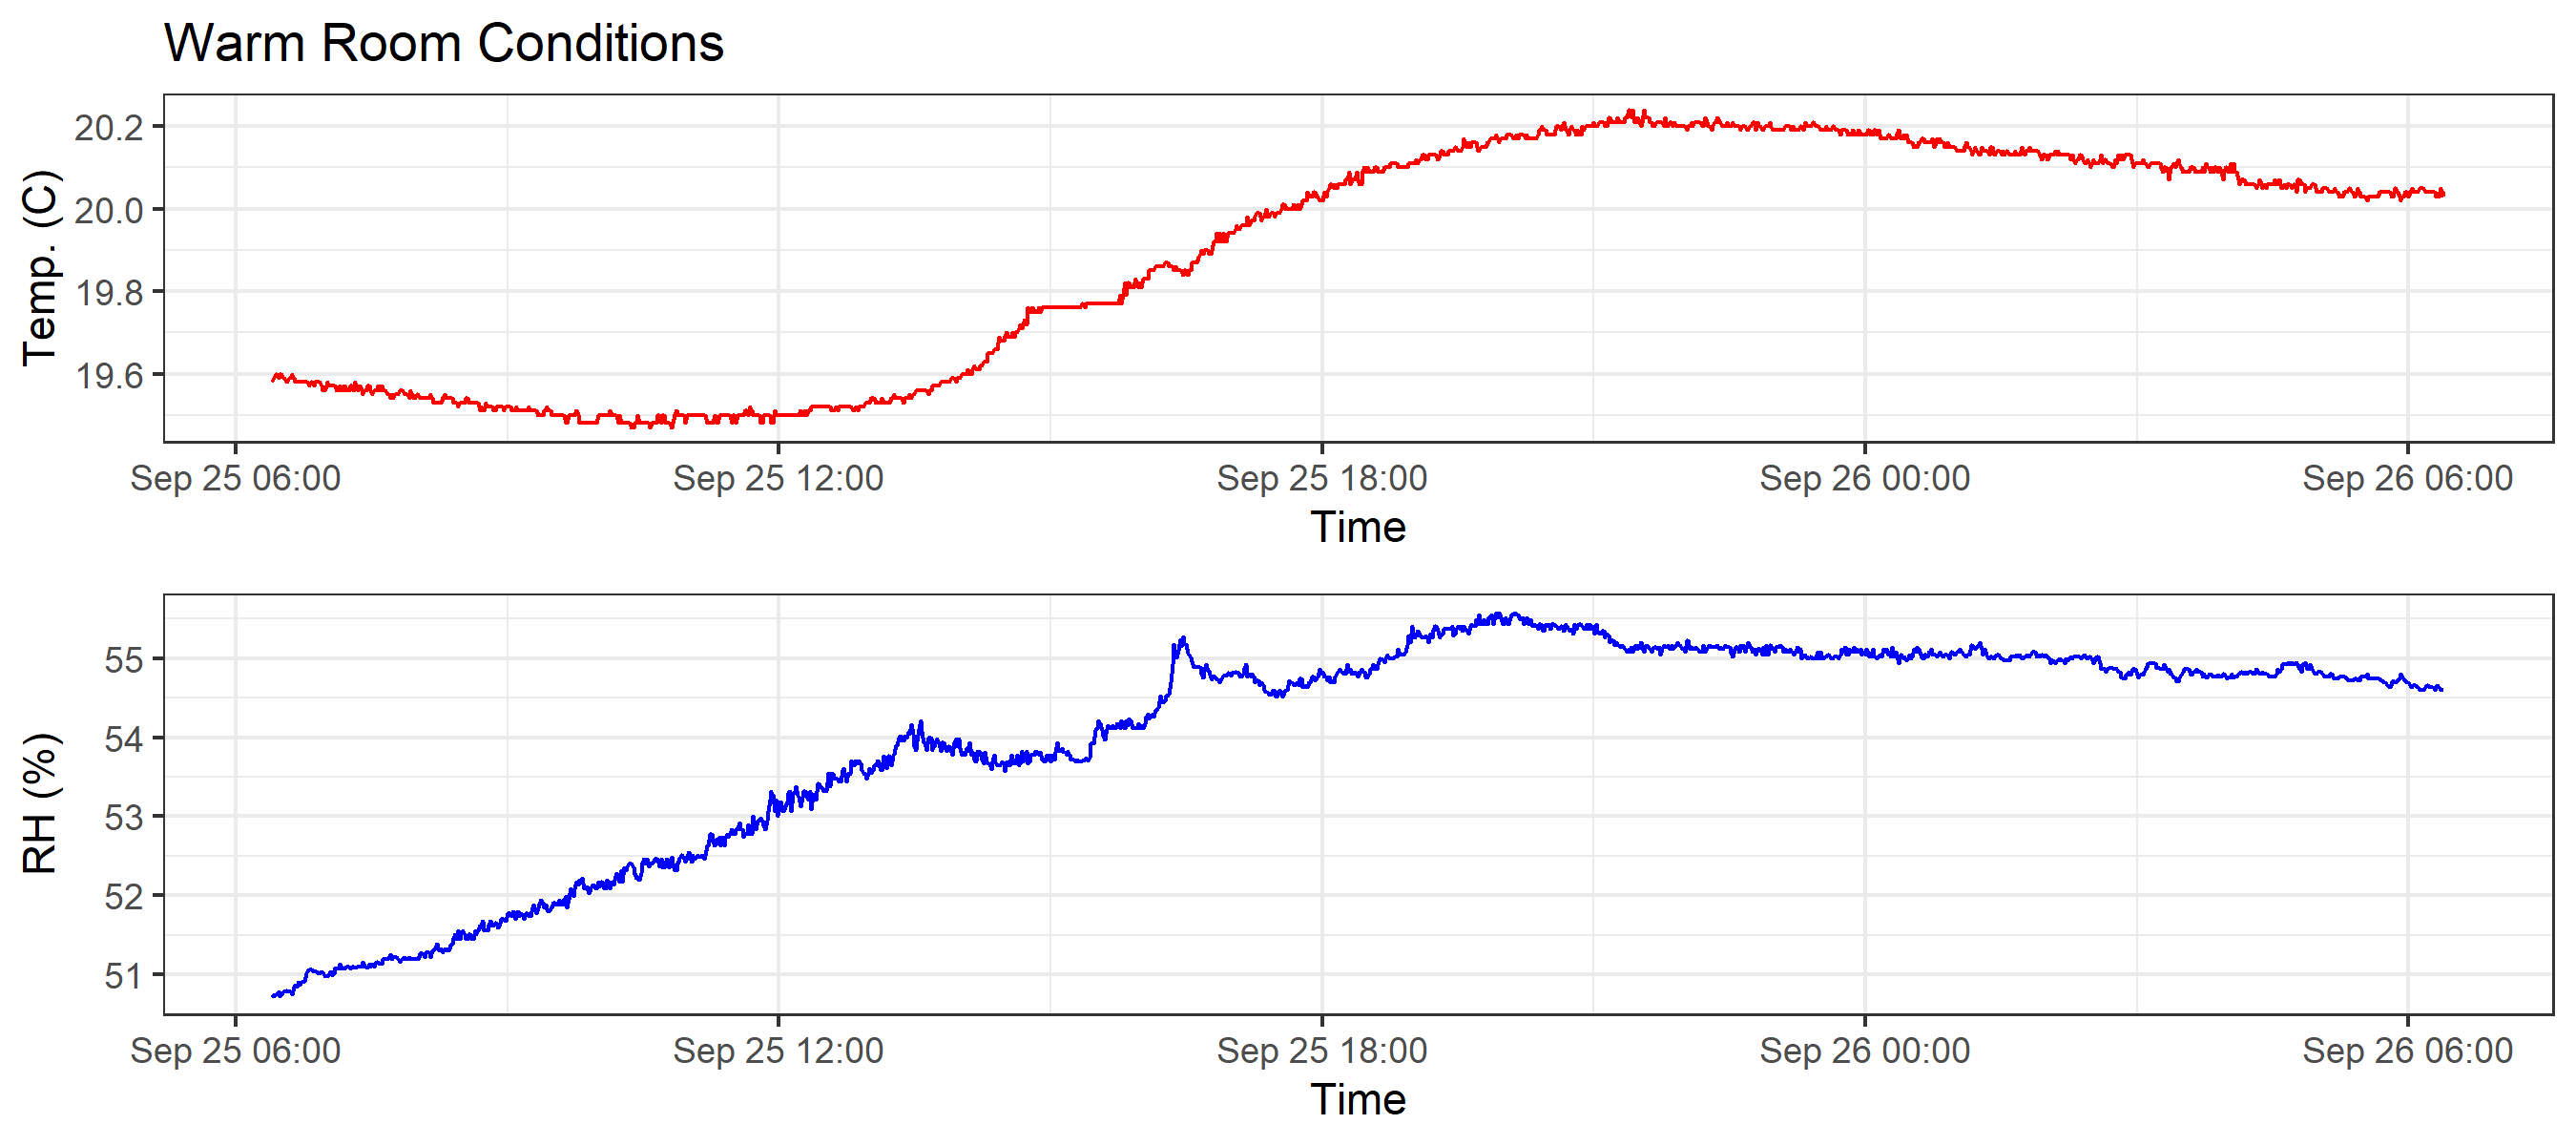 Warm Room Conditions
Temp. (C)
20.2
20.0
19.8
19.6
Sep 25 06:00 Sep 25 12:00 Sep 25 18:00 Sep 26 00:00 Sep 26 06:00
Time
RH (%)
55
54
53
52
51
Sep 25 06:00 Sep 25 12:00 Sep 25 18:00 Sep 26 00:00 Sep 26 06:00
Time